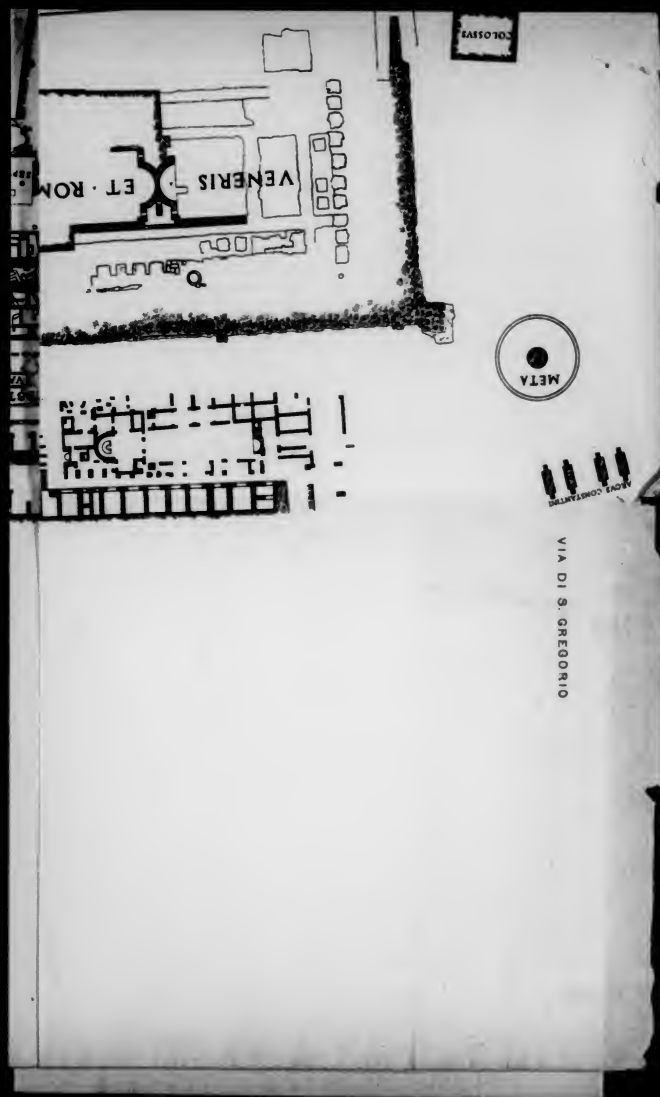 COLOSSVS
VENERIS ET · ROM
META
ARCVS CONSTANTINI
VIA DI S. GREGORIO